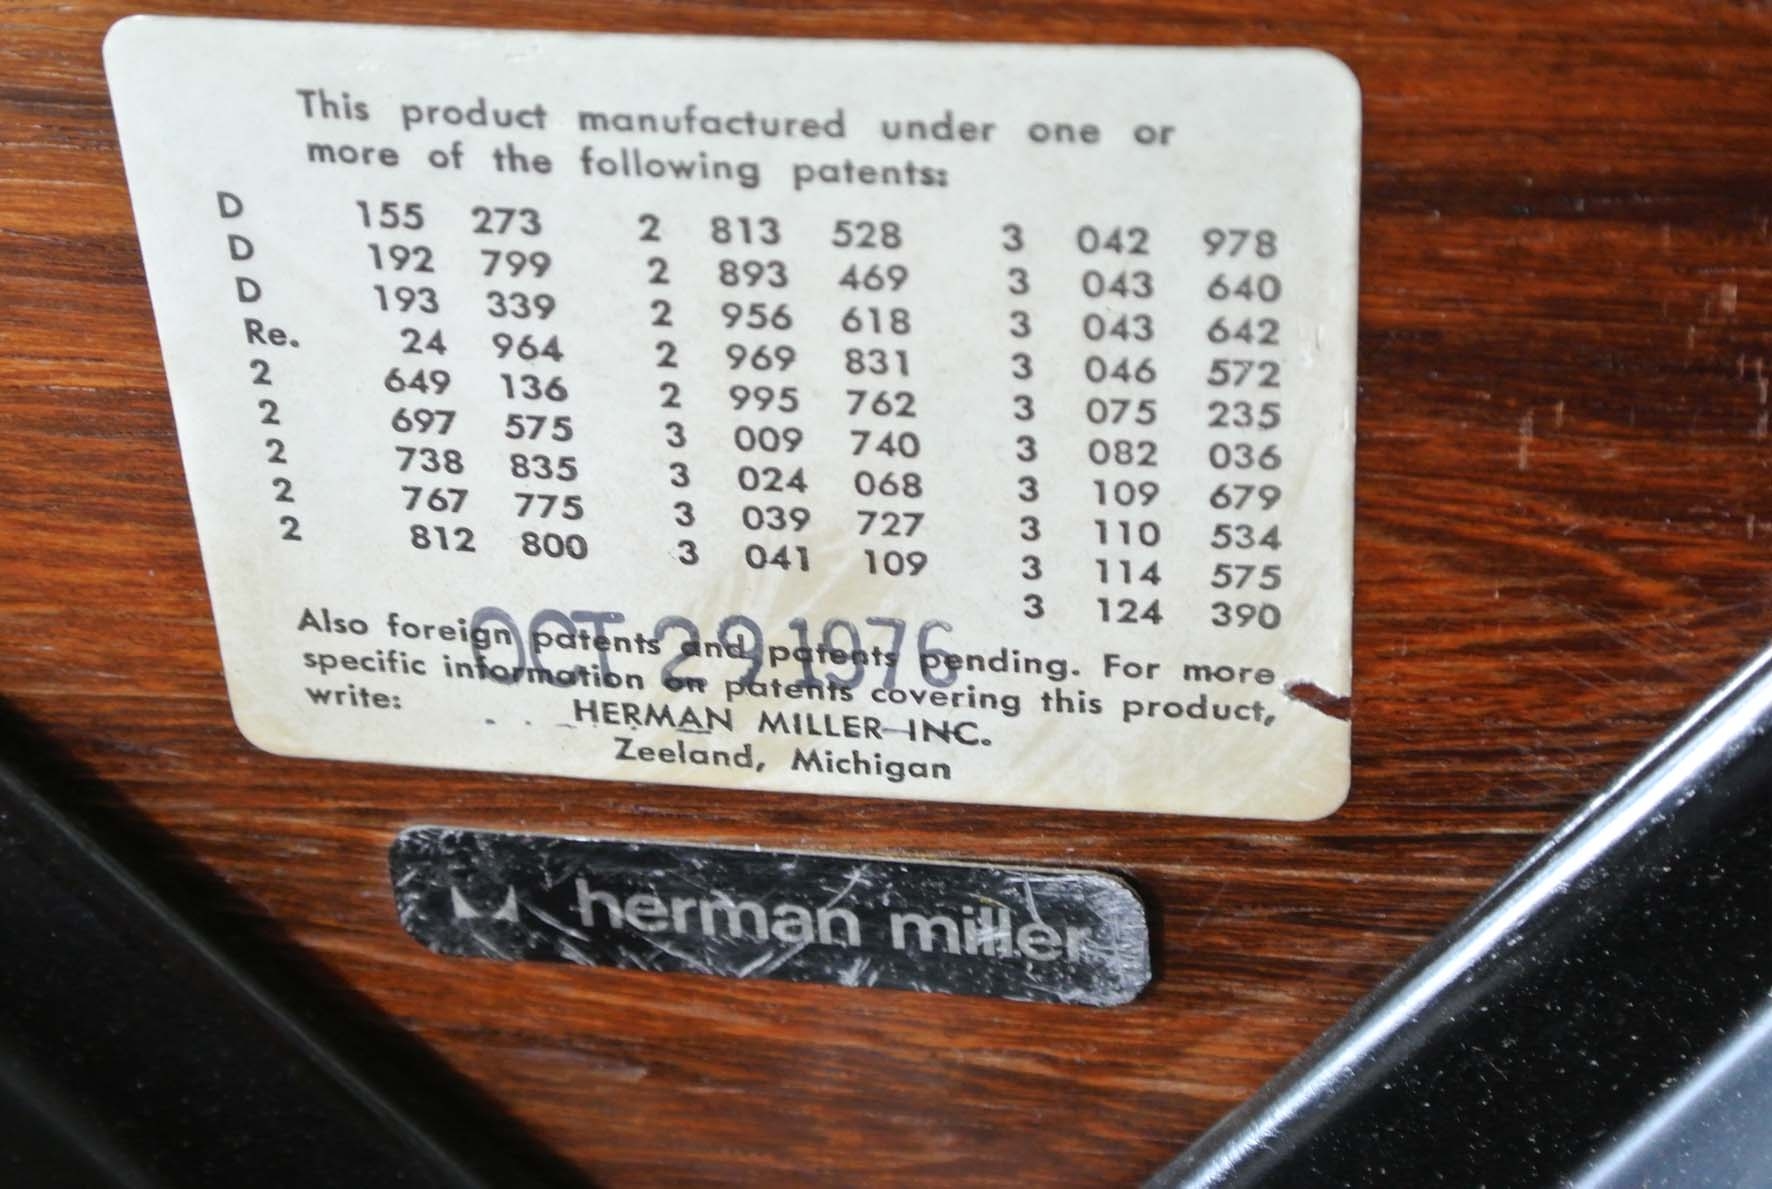 This product manufactured under one or
more of the following patents:
D 155 273 2 813 528 3 042 978
D 192 799 2 893 469 3 043 640
D 193 339 2 956 618 3 043 642
Re. 24 964 2 969 831 3 046 572
2 649 136 2 995 762 3 075 235
2 697 575 3 009 740 3 082 036
2 738 835 3 024 068 3 109 679
2 767 775 3 039 727 3 110 534
2 812 800 3 041 109 3 114 575
3 124 390
OCT 29 1976
Also foreign patents and patents pending. For more
specific information on patents covering this product,
write: HERMAN MILLER INC.
Zeeland, Michigan
herman miller